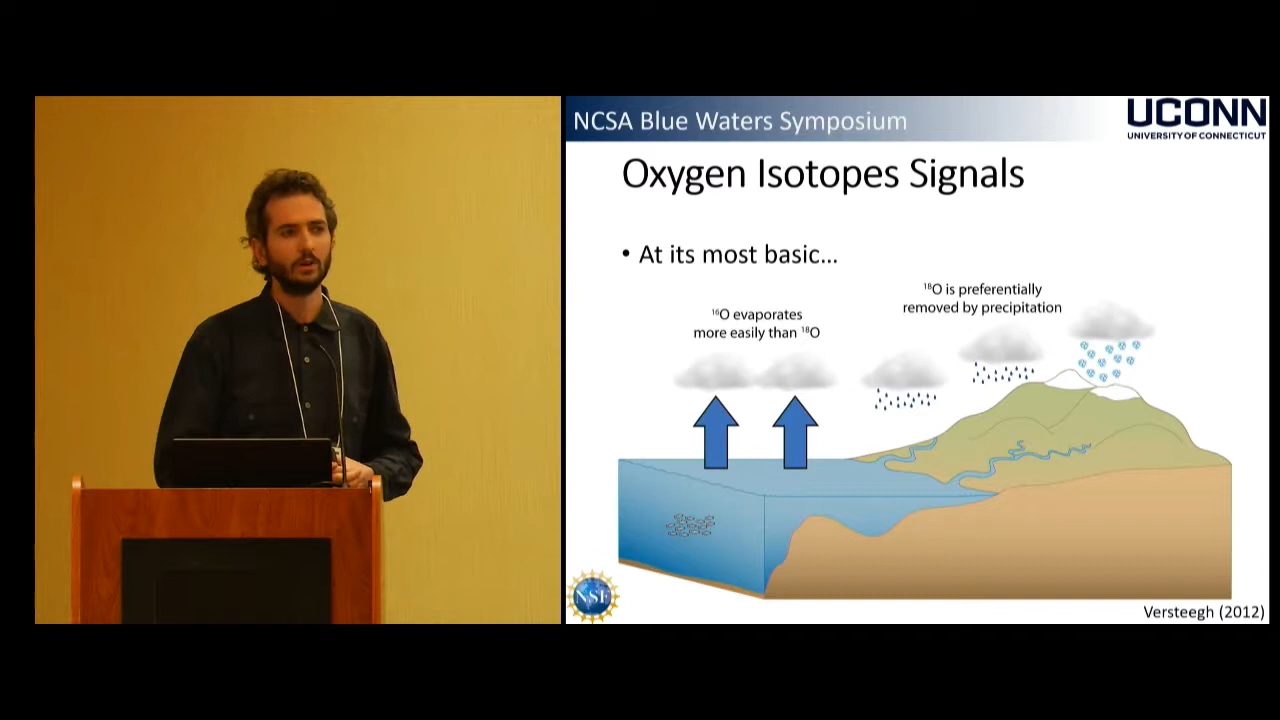 NCSA Blue Waters Symposium
UCONN
UNIVERSITY OF CONNECTICUT
Oxygen Isotopes Signals
• At its most basic...
¹⁸O is preferentially
removed by precipitation
¹⁶O evaporates
more easily than ¹⁸O
NSF
Versteegh (2012)